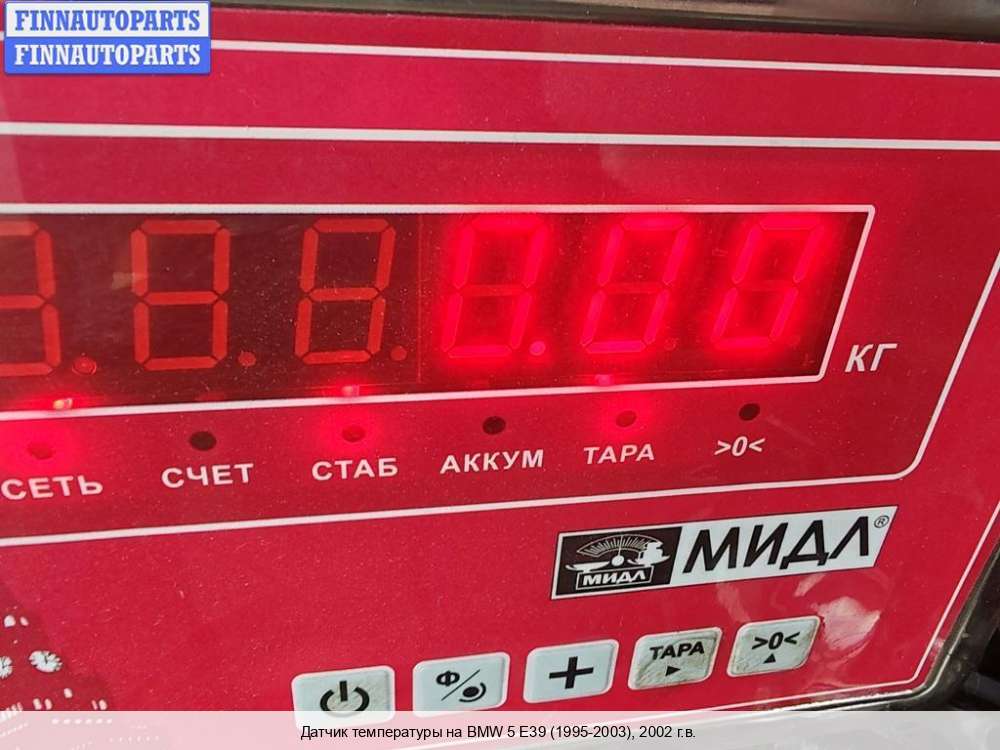 FINNAUTOPARTS
FINNAUTOPARTS
0.00
КГ
СЕТЬ СЧЕТ СТАБ АККУМ ТАРА >0<
МИДЛ МИДЛ®
Ф/ + ТАРА >0<
Датчик температуры на BMW 5 E39 (1995-2003), 2002 г.в.